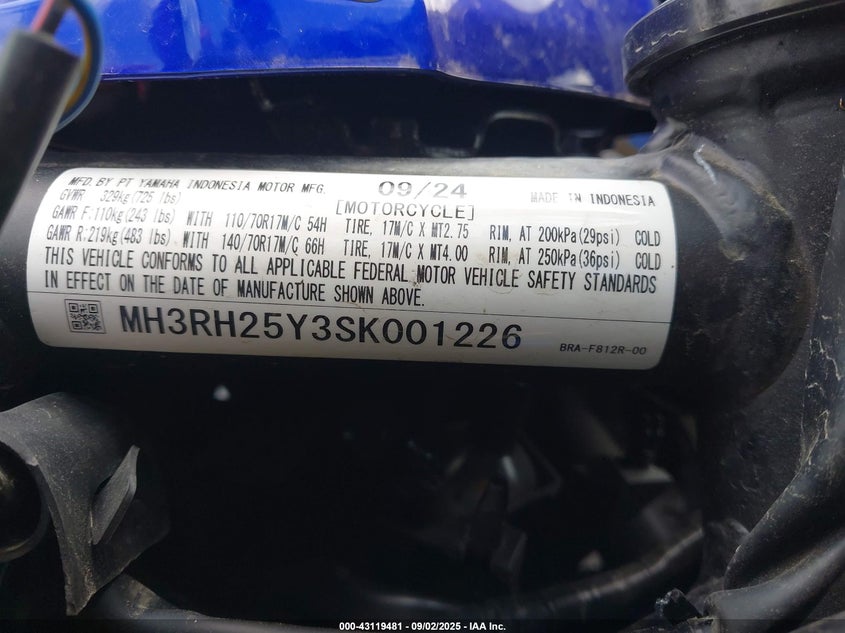 MFD. BY PT YAMAHA INDONESIA MOTOR MFG. 09/24 MADE IN INDONESIA
GVWR 329kg(725 lbs) [MOTORCYCLE]
GAWR F:110kg(243 lbs) WITH 110/70R17M/C 54H TIRE, 17M/C X MT2.75 RIM, AT 200kPa(29psi) COLD
GAWR R:219kg(483 lbs) WITH 140/70R17M/C 66H TIRE, 17M/C X MT4.00 RIM, AT 250kPa(36psi) COLD
THIS VEHICLE CONFORMS TO ALL APPLICABLE FEDERAL MOTOR VEHICLE SAFETY STANDARDS
IN EFFECT ON THE DATE OF MANUFACTURE SHOWN ABOVE.
MH3RH25Y3SK001226
BRA-F812R-00
000-43119481 - 09/02/2025 - IAA Inc.